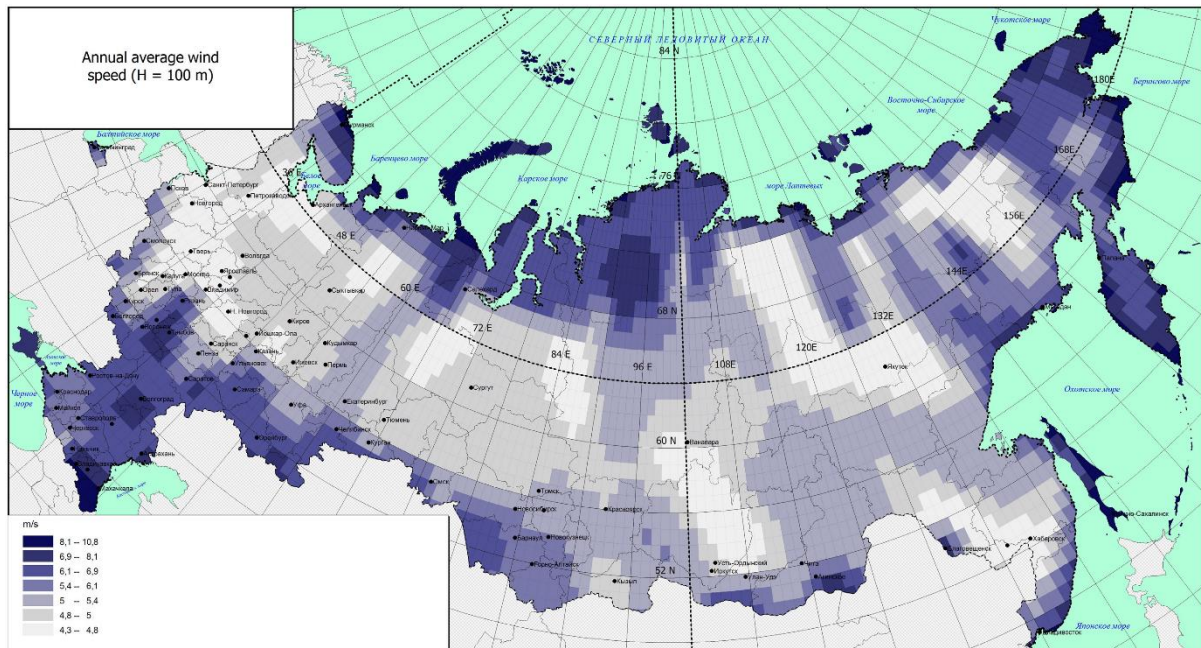 Annual average wind
speed (H = 100 m)
Чукотское море
СЕВЕРНЫЙ ЛЕДОВИТЫЙ ОКЕАН
84 N
180E
Берингово море
Восточно-Сибирское
море
Балтийское море
Мурманск
Баренцево море
168E
36 E
Белое
море
Карское море
76 N
море Лаптевых
Псков
Санкт-Петербург
Петрозаводск
Новгород
Архангельск
156E
48 E
Нарьян-Мар
Смоленск
Тверь
Вологда
Палана
Брянск
Калуга
Москва
Ярославль
144E
60 E
Салехард
Сыктывкар
Орел
Тула
Рязань
Владимир
Курск
Магадан
68 N
Белгород
Н. Новгород
132E
Воронеж
Тамбов
Киров
72 E
Йошкар-Ола
Саранск
Кудымкар
120E
Пенза
Казань
84 E
Ульяновск
Ижевск
Пермь
96 E
108E
Якутск
Ростов-на-Дону
Саратов
Охотское море
Черное
море
Краснодар
Самара
Сургут
Майкоп
Волгоград
Уфа
Екатеринбург
Ставрополь
Тюмень
Черкесск
Челябинск
Оренбург
Курган
60 N
Ванавара
Астрахань
Махачкала
Омск
Томск
Новосибирск
Красноярск
Южно-Сахалинск
m/s
Барнаул
Новокузнецк
Хабаровск
8,1 -- 10,8
Благовещенск
6,9 -- 8,1
Горно-Алтайск
52 N
Усть-Ордынский
Чита
6,1 -- 6,9
Иркутск
5,4 -- 6,1
Кызыл
Улан-Удэ
Агинское
5 -- 5,4
4,8 -- 5
4,3 -- 4,8
Японское море
Владивосток